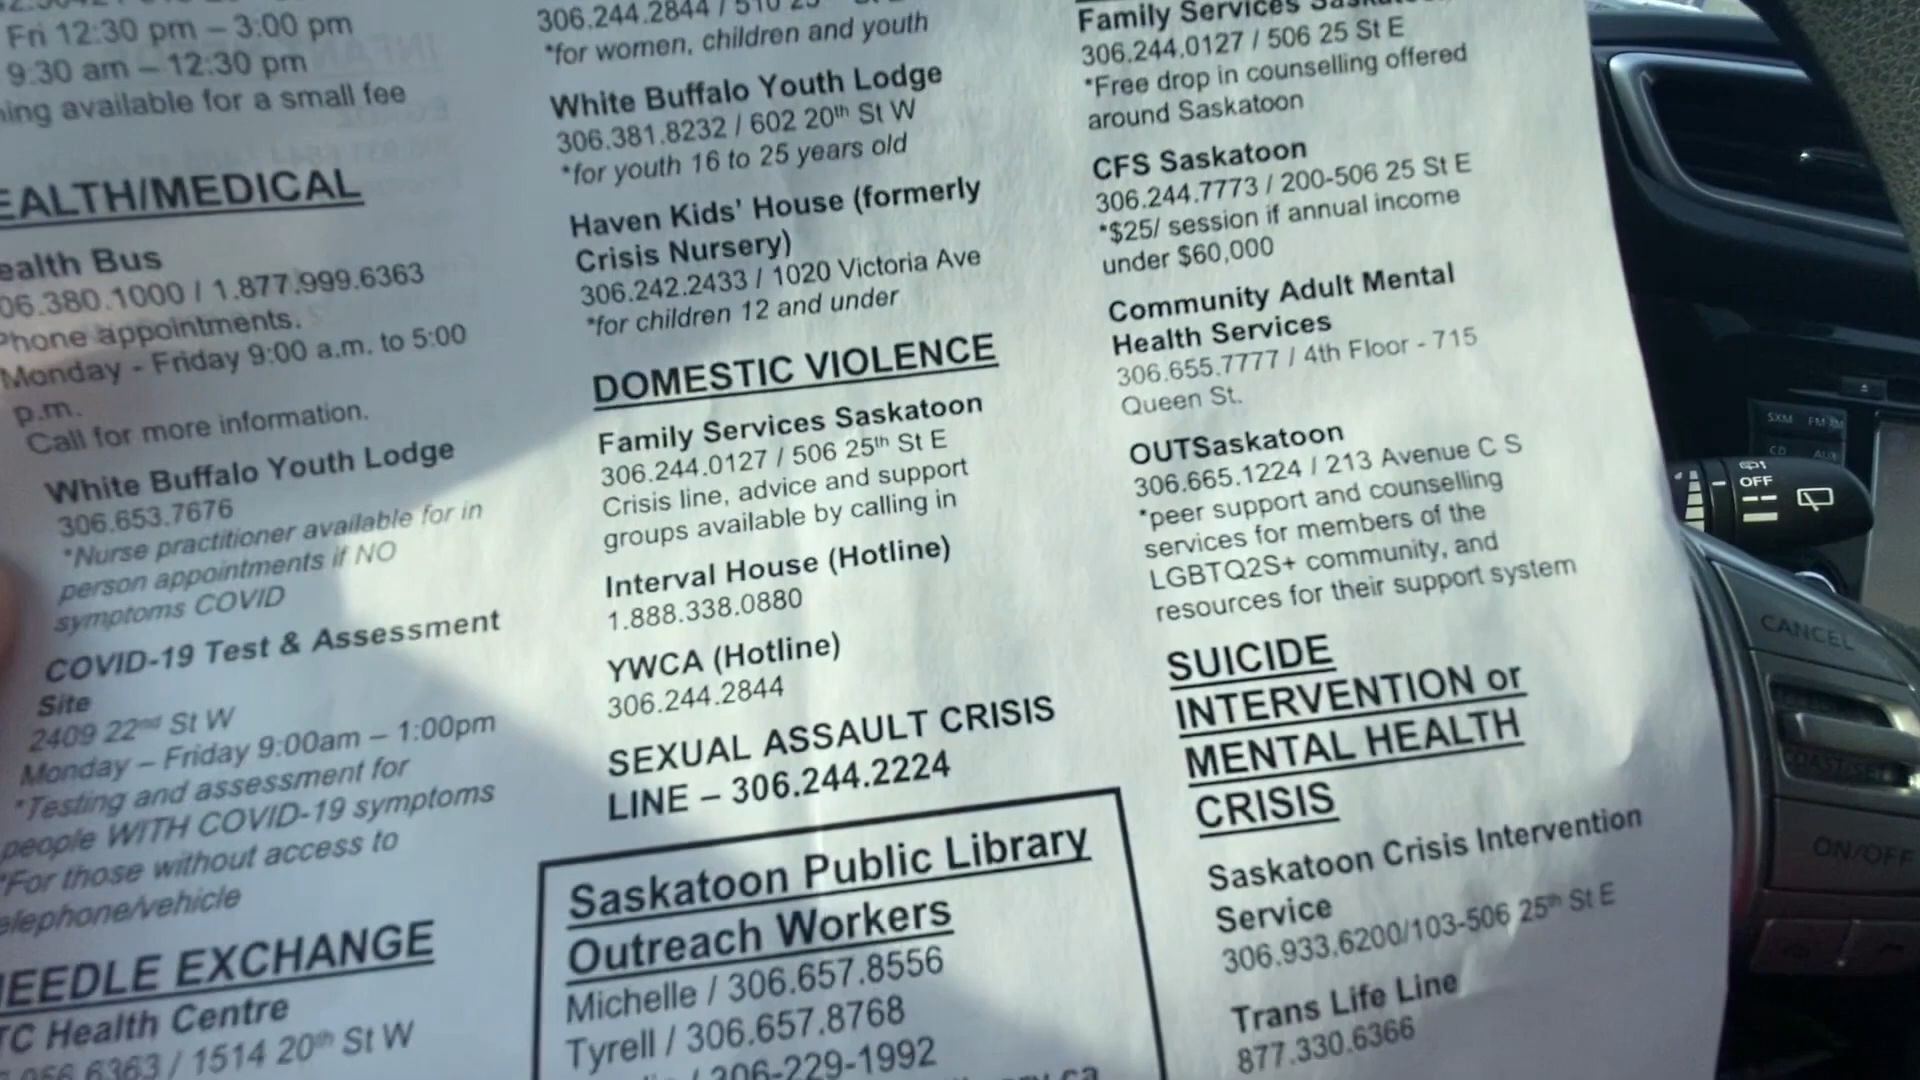 Fri 12:30 pm – 3:00 pm
9:30 am – 12:30 pm
available for a small fee
HEALTH/MEDICAL
Health Bus
306.380.1000 / 1.877.999.6363
Phone appointments.
Monday - Friday 9:00 a.m. to 5:00
p.m.
Call for more information.
White Buffalo Youth Lodge
306.653.7676
*Nurse practitioner available for in
person appointments if NO
symptoms COVID
COVID-19 Test & Assessment
Site
2409 22nd St W
Monday – Friday 9:00am – 1:00pm
*Testing and assessment for
people WITH COVID-19 symptoms
*For those without access to
telephone/vehicle
NEEDLE EXCHANGE
Health Centre
6363 / 1514 20th St W
306.244.2844 / 510 25
*for women, children and youth
White Buffalo Youth Lodge
306.381.8232 / 602 20th St W
*for youth 16 to 25 years old
Haven Kids' House (formerly
Crisis Nursery)
306.242.2433 / 1020 Victoria Ave
*for children 12 and under
DOMESTIC VIOLENCE
Family Services Saskatoon
306.244.0127 / 506 25th St E
Crisis line, advice and support
groups available by calling in
Interval House (Hotline)
1.888.338.0880
YWCA (Hotline)
306.244.2844
SEXUAL ASSAULT CRISIS
LINE – 306.244.2224
Saskatoon Public Library
Outreach Workers
Michelle / 306.657.8556
Tyrell / 306.657.8768
/ 306-229-1992
Family Services Saskatoon
306.244.0127 / 506 25 St E
*Free drop in counselling offered
around Saskatoon
CFS Saskatoon
306.244.7773 / 200-506 25 St E
*$25/ session if annual income
under $60,000
Community Adult Mental
Health Services
306.655.7777 / 4th Floor - 715
Queen St.
OUTSaskatoon
306.665.1224 / 213 Avenue C S
*peer support and counselling
services for members of the
LGBTQ2S+ community, and
resources for their support system
SUICIDE
INTERVENTION or
MENTAL HEALTH
CRISIS
Saskatoon Crisis Intervention
Service
306.933.6200/103-506 25th St E
Trans Life Line
877.330.6366
SXM FM
CD AUX
OFF
CANCEL
COAST/SET
ON/OFF